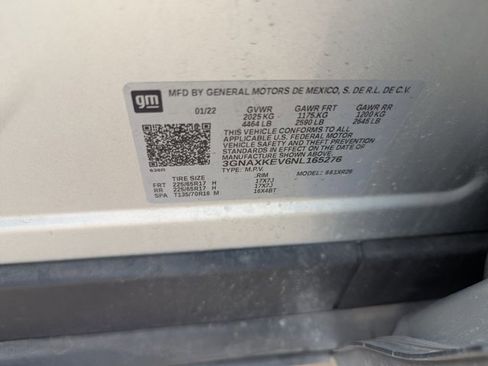 gm
MFD BY GENERAL MOTORS DE MEXICO, S. DE R.L. DE C.V.
01/22 GVWR GAWR FRT GAWR RR
2025 KG 1175 KG 1200 KG
4464 LB 2590 LB 2646 LB
THIS VEHICLE CONFORMS TO ALL
APPLICABLE U.S. FEDERAL MOTOR
VEHICLE SAFETY AND THEFT PREVENTION
STANDARDS IN EFFECT ON THE DATE OF
MANUFACTURE SHOWN ABOVE.
3GNAXKEV6NL165276
TYPE: M.P.V. MODEL:
TIRE SIZE RIM
FRT 225/65R17 H 17X7J
RR 225/65R17 H 17X7J
SPA T135/70R16 M 16X4BT